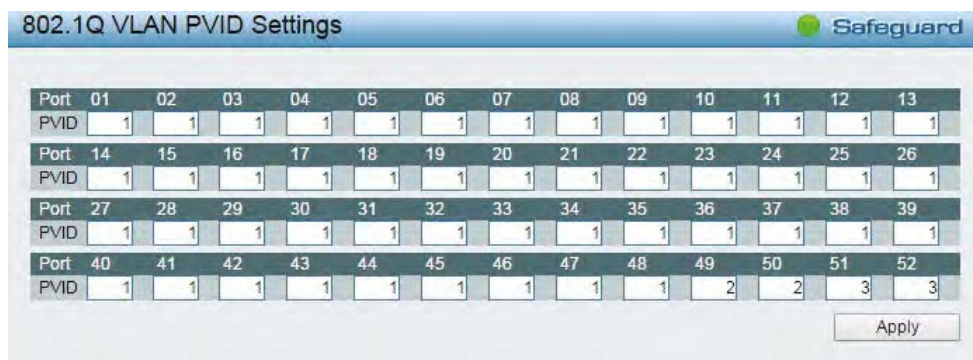 802.1Q VLAN PVID Settings Safeguard
Port 01 02 03 04 05 06 07 08 09 10 11 12 13
PVID 1 1 1 1 1 1 1 1 1 1 1 1 1
Port 14 15 16 17 18 19 20 21 22 23 24 25 26
PVID 1 1 1 1 1 1 1 1 1 1 1 1 1
Port 27 28 29 30 31 32 33 34 35 36 37 38 39
PVID 1 1 1 1 1 1 1 1 1 1 1 1 1
Port 40 41 42 43 44 45 46 47 48 49 50 51 52
PVID 1 1 1 1 1 1 1 1 1 2 2 3 3
Apply